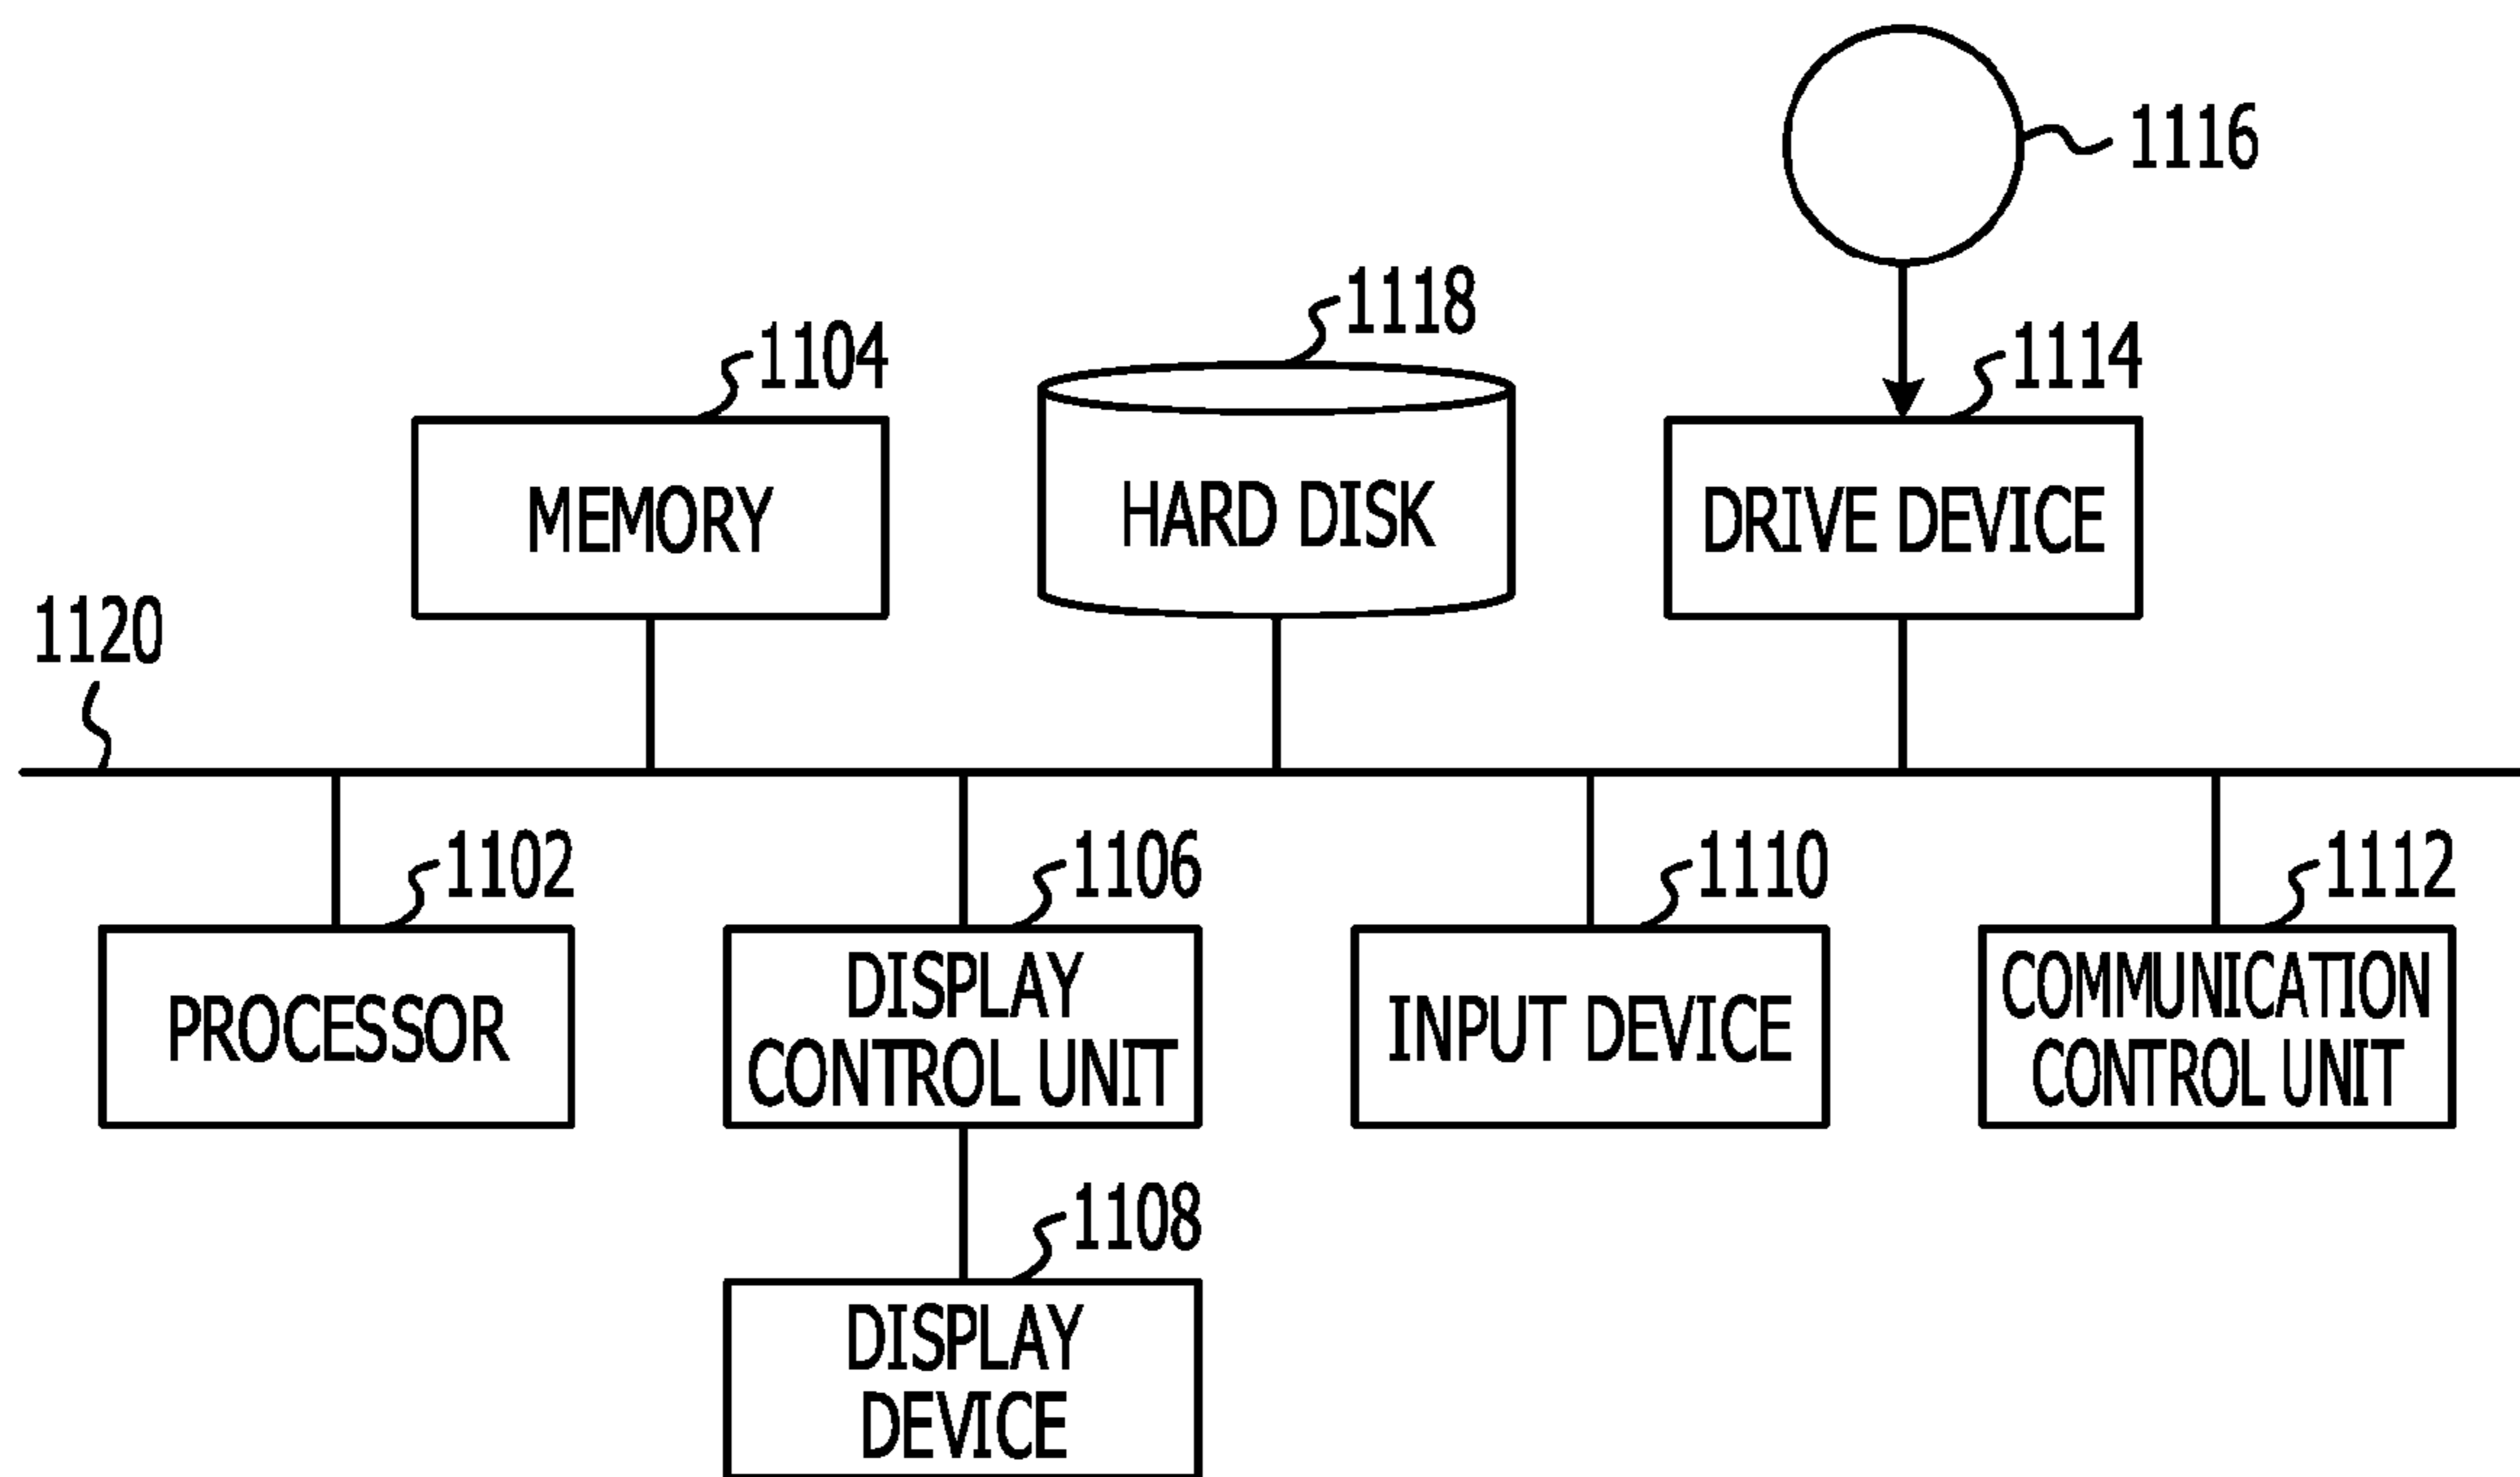 1116
1118
1104
1114
MEMORY
HARD DISK
DRIVE DEVICE
1120
1102
1106
1110
1112
PROCESSOR
DISPLAY
CONTROL UNIT
INPUT DEVICE
COMMUNICATION
CONTROL UNIT
1108
DISPLAY
DEVICE